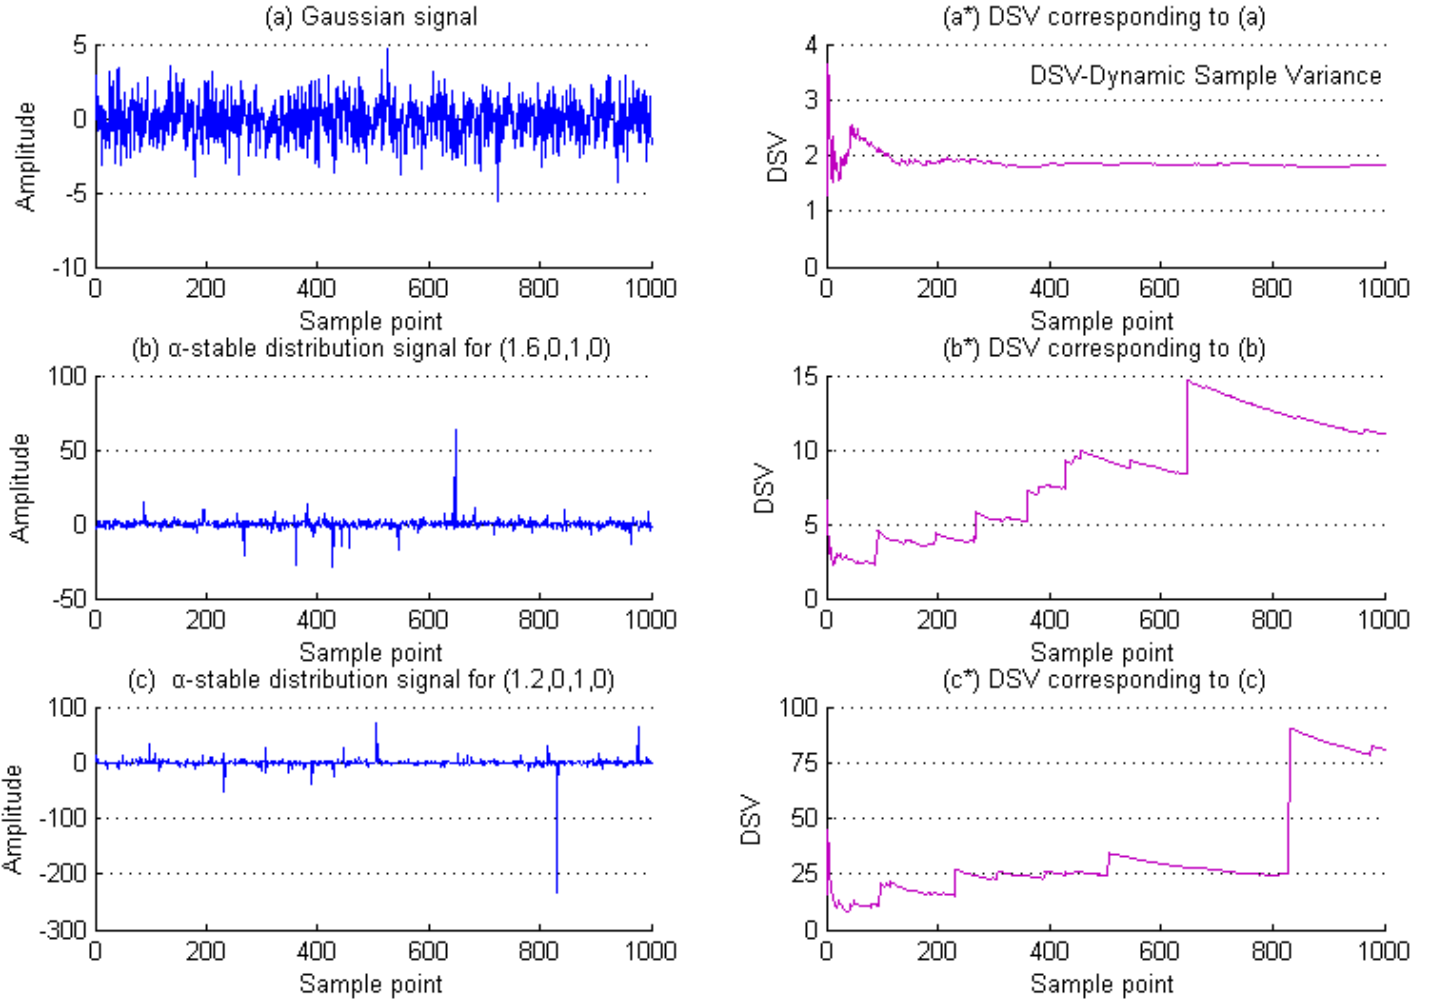 (a) Gaussian signal
Amplitude
5
0
-5
-10
0 200 400 600 800 1000
Sample point
(a*) DSV corresponding to (a)
DSV-Dynamic Sample Variance
DSV
4
3
2
1
0
0 200 400 600 800 1000
Sample point
(b) α-stable distribution signal for (1.6,0,1,0)
Amplitude
100
50
0
-50
0 200 400 600 800 1000
Sample point
(b*) DSV corresponding to (b)
DSV
15
10
5
0
0 200 400 600 800 1000
Sample point
(c) α-stable distribution signal for (1.2,0,1,0)
Amplitude
100
0
-100
-200
-300
0 200 400 600 800 1000
Sample point
(c*) DSV corresponding to (c)
DSV
100
75
50
25
0
0 200 400 600 800 1000
Sample point